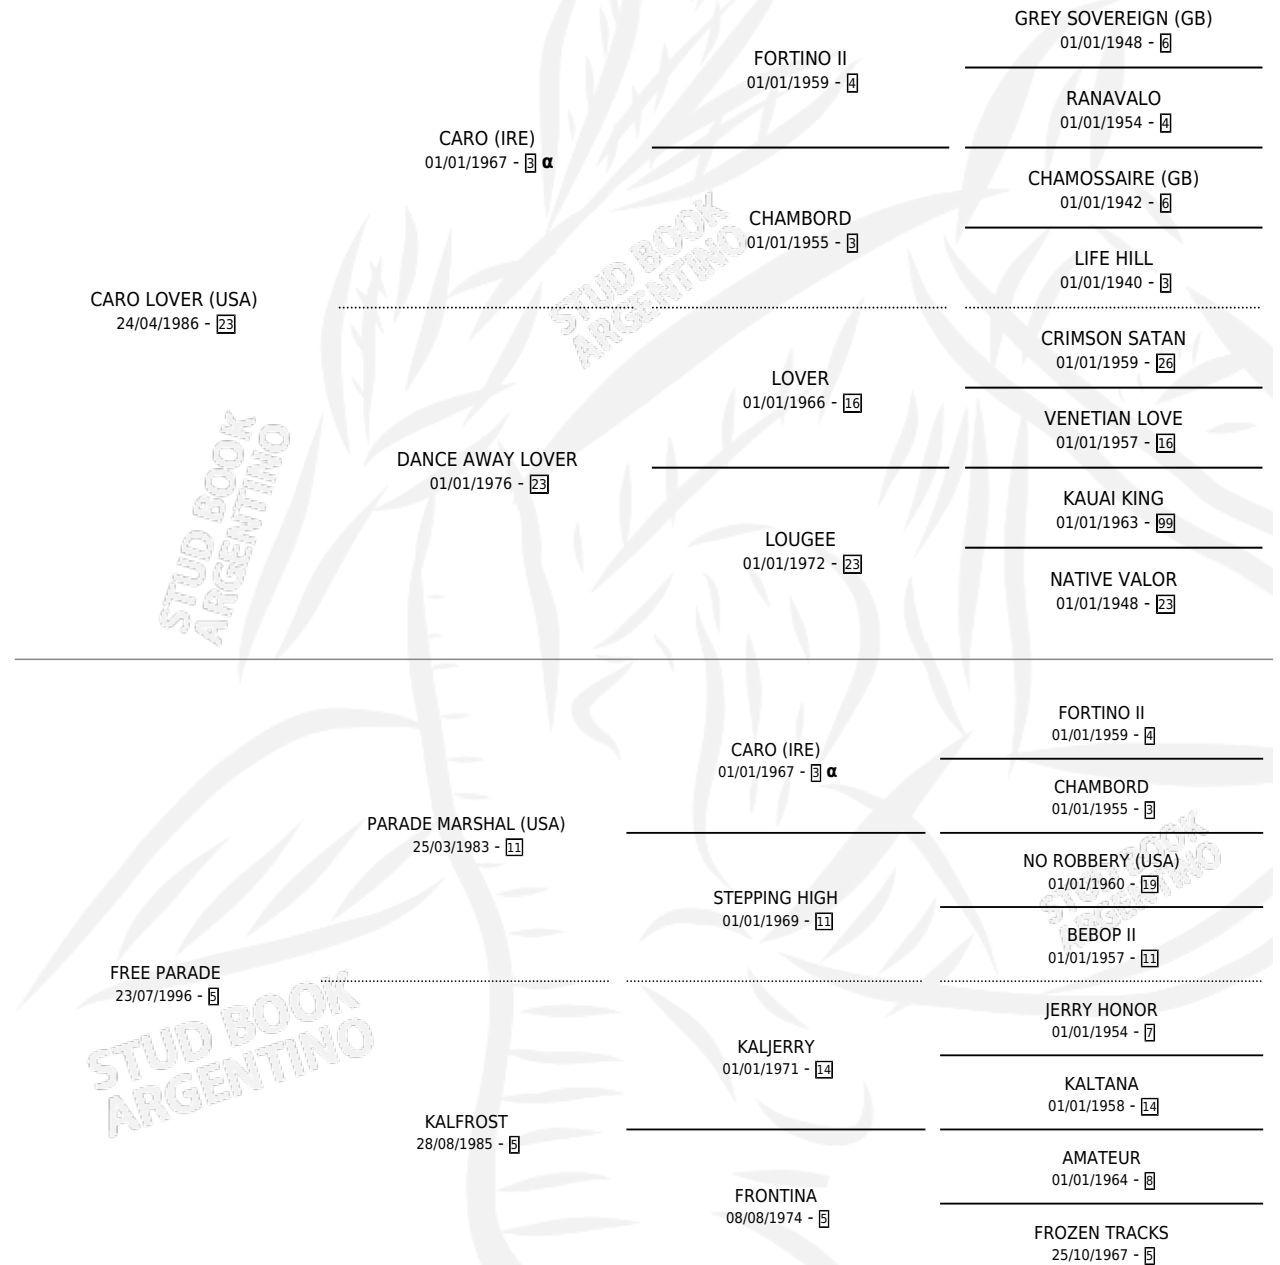 GREY SOVEREIGN (GB)
01/01/1948 - 6
FORTINO II
01/01/1959 - 4
RANAVALO
01/01/1954 - 4
CARO (IRE)
01/01/1967 - 3 α
CHAMOSSAIRE (GB)
01/01/1942 - 6
CHAMBORD
01/01/1955 - 3
LIFE HILL
01/01/1940 - 3
CARO LOVER (USA)
24/04/1986 - 23
STUD BOOK
ARGENTINO
CRIMSON SATAN
01/01/1959 - 26
LOVER
01/01/1966 - 16
VENETIAN LOVE
01/01/1957 - 16
DANCE AWAY LOVER
01/01/1976 - 23
KAUAI KING
01/01/1963 - 99
LOUGEE
01/01/1972 - 23
NATIVE VALOR
01/01/1948 - 23
STUD BOOK
ARGENTINO
FORTINO II
01/01/1959 - 4
CARO (IRE)
01/01/1967 - 3 α
CHAMBORD
01/01/1955 - 3
PARADE MARSHAL (USA)
25/03/1983 - 11
NO ROBBERY (USA)
01/01/1960 - 19
STEPPING HIGH
01/01/1969 - 11
BEBOP II
01/01/1957 - 11
STUD BOOK
ARGENTINO
FREE PARADE
23/07/1996 - 5
JERRY HONOR
01/01/1954 - 7
KALJERRY
01/01/1971 - 14
KALTANA
01/01/1958 - 14
KALFROST
28/08/1985 - 5
AMATEUR
01/01/1964 - 8
FRONTINA
08/08/1974 - 5
FROZEN TRACKS
25/10/1967 - 5
STUD BOOK
ARGENTINO